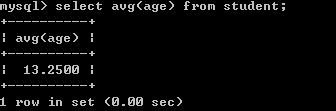 mysql> select avg(age) from student;
+----------+
| avg(age) |
+----------+
|  13.2500 |
+----------+
1 row in set (0.00 sec)